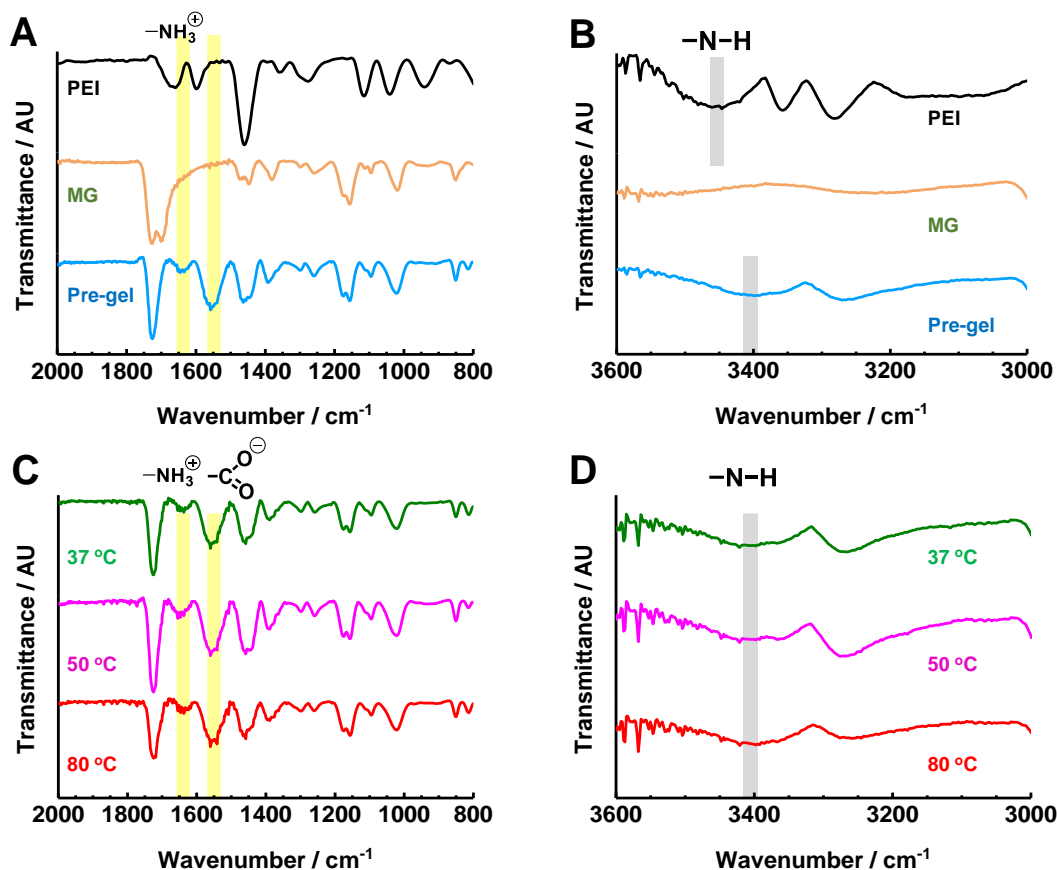 A
−NH₃⊕
Transmittance / AU
PEI
MG
Pre-gel
2000 1800 1600 1400 1200 1000 800
Wavenumber / cm⁻¹
B
−N−H
Transmittance / AU
PEI
MG
Pre-gel
3600 3400 3200 3000
Wavenumber / cm⁻¹
C
−NH₃⊕
O⊖
−C
O
Transmittance / AU
37 ºC
50 ºC
80 ºC
2000 1800 1600 1400 1200 1000 800
Wavenumber / cm⁻¹
D
−N−H
Transmittance / AU
37 ºC
50 ºC
80 ºC
3600 3400 3200 3000
Wavenumber / cm⁻¹